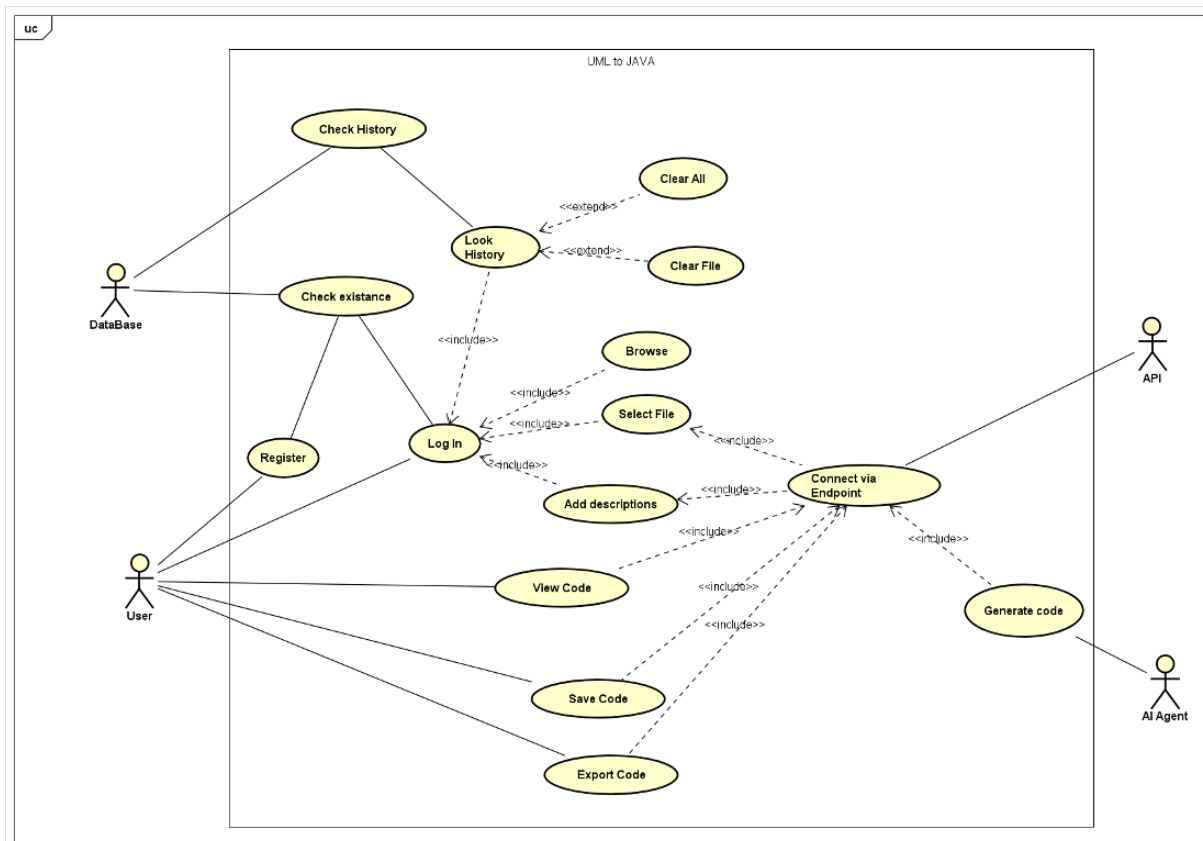 uc
UML to JAVA
Check History
Clear All
<<extend>>
Look
History
<<extend>>
Clear File
DataBase
Check existance
<<include>>
Browse
API
<<include>>
Select File
<<include>>
Log In
<<include>>
Register
<<include>>
Connect via
Endpoint
<<include>>
Add descriptions
<<include>>
<<include>>
User
View Code
<<include>>
Generate code
<<include>>
Save Code
AI Agent
Export Code